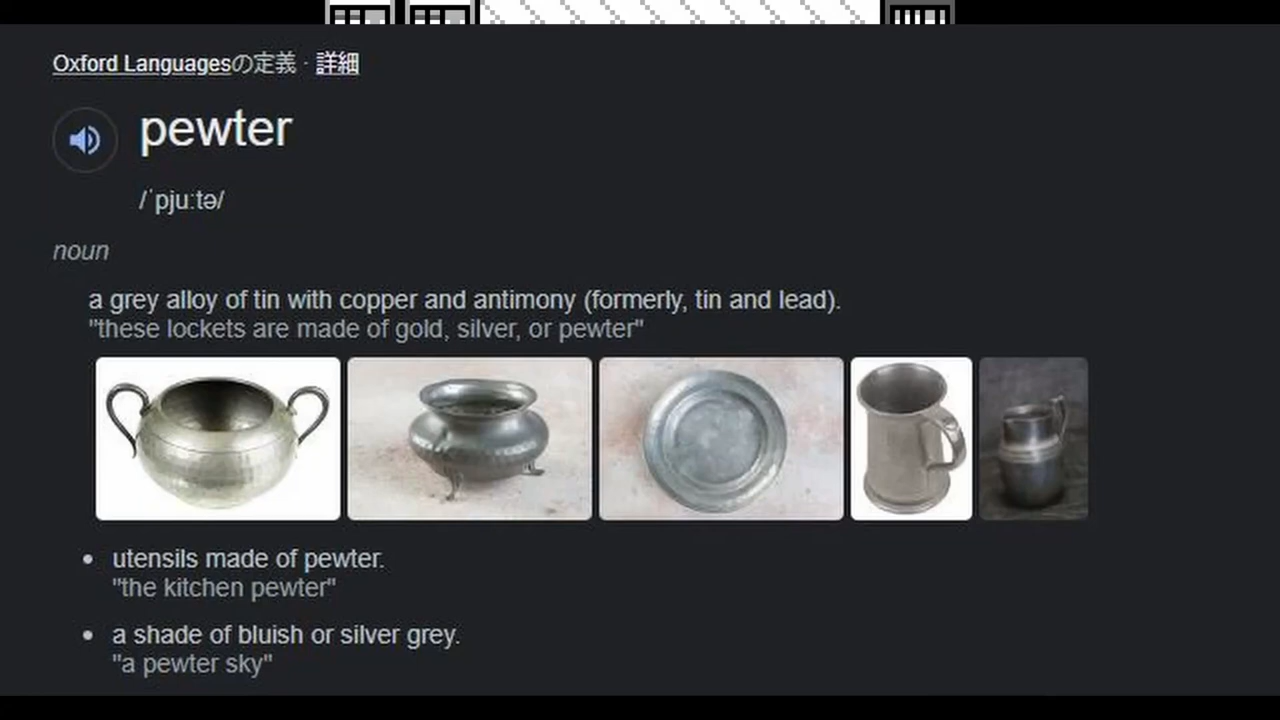 Oxford Languagesの定義 · 詳細
pewter
/ˈpjuːtə/
noun
a grey alloy of tin with copper and antimony (formerly, tin and lead).
"these lockets are made of gold, silver, or pewter"
• utensils made of pewter.
"the kitchen pewter"
• a shade of bluish or silver grey.
"a pewter sky"